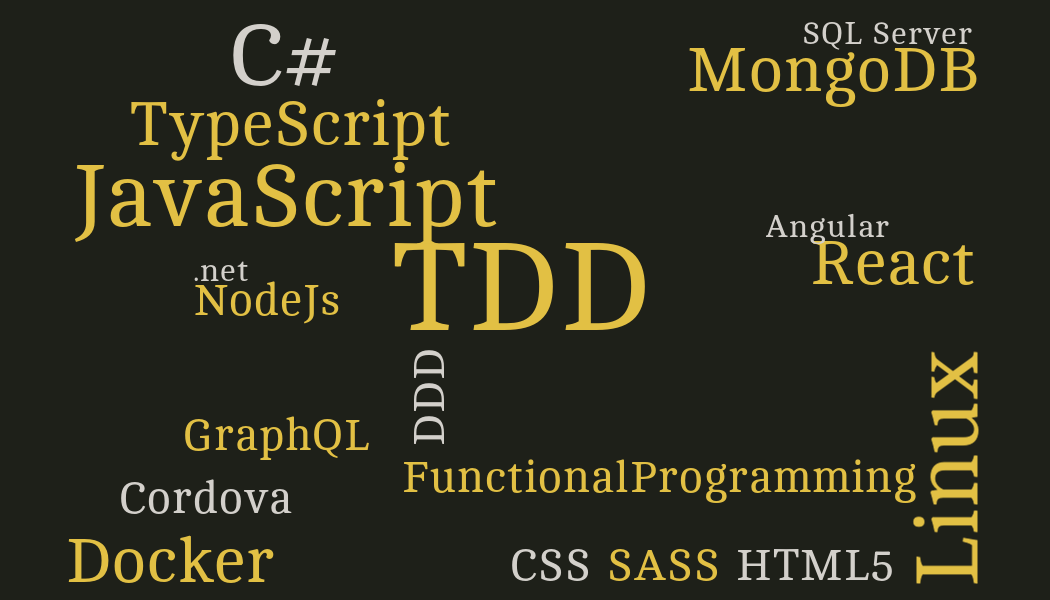 C#
SQL Server
MongoDB
TypeScript
JavaScript
Angular
React
TDD
.net
NodeJs
DDD
Linux
GraphQL
FunctionalProgramming
Cordova
Docker
CSS SASS HTML5